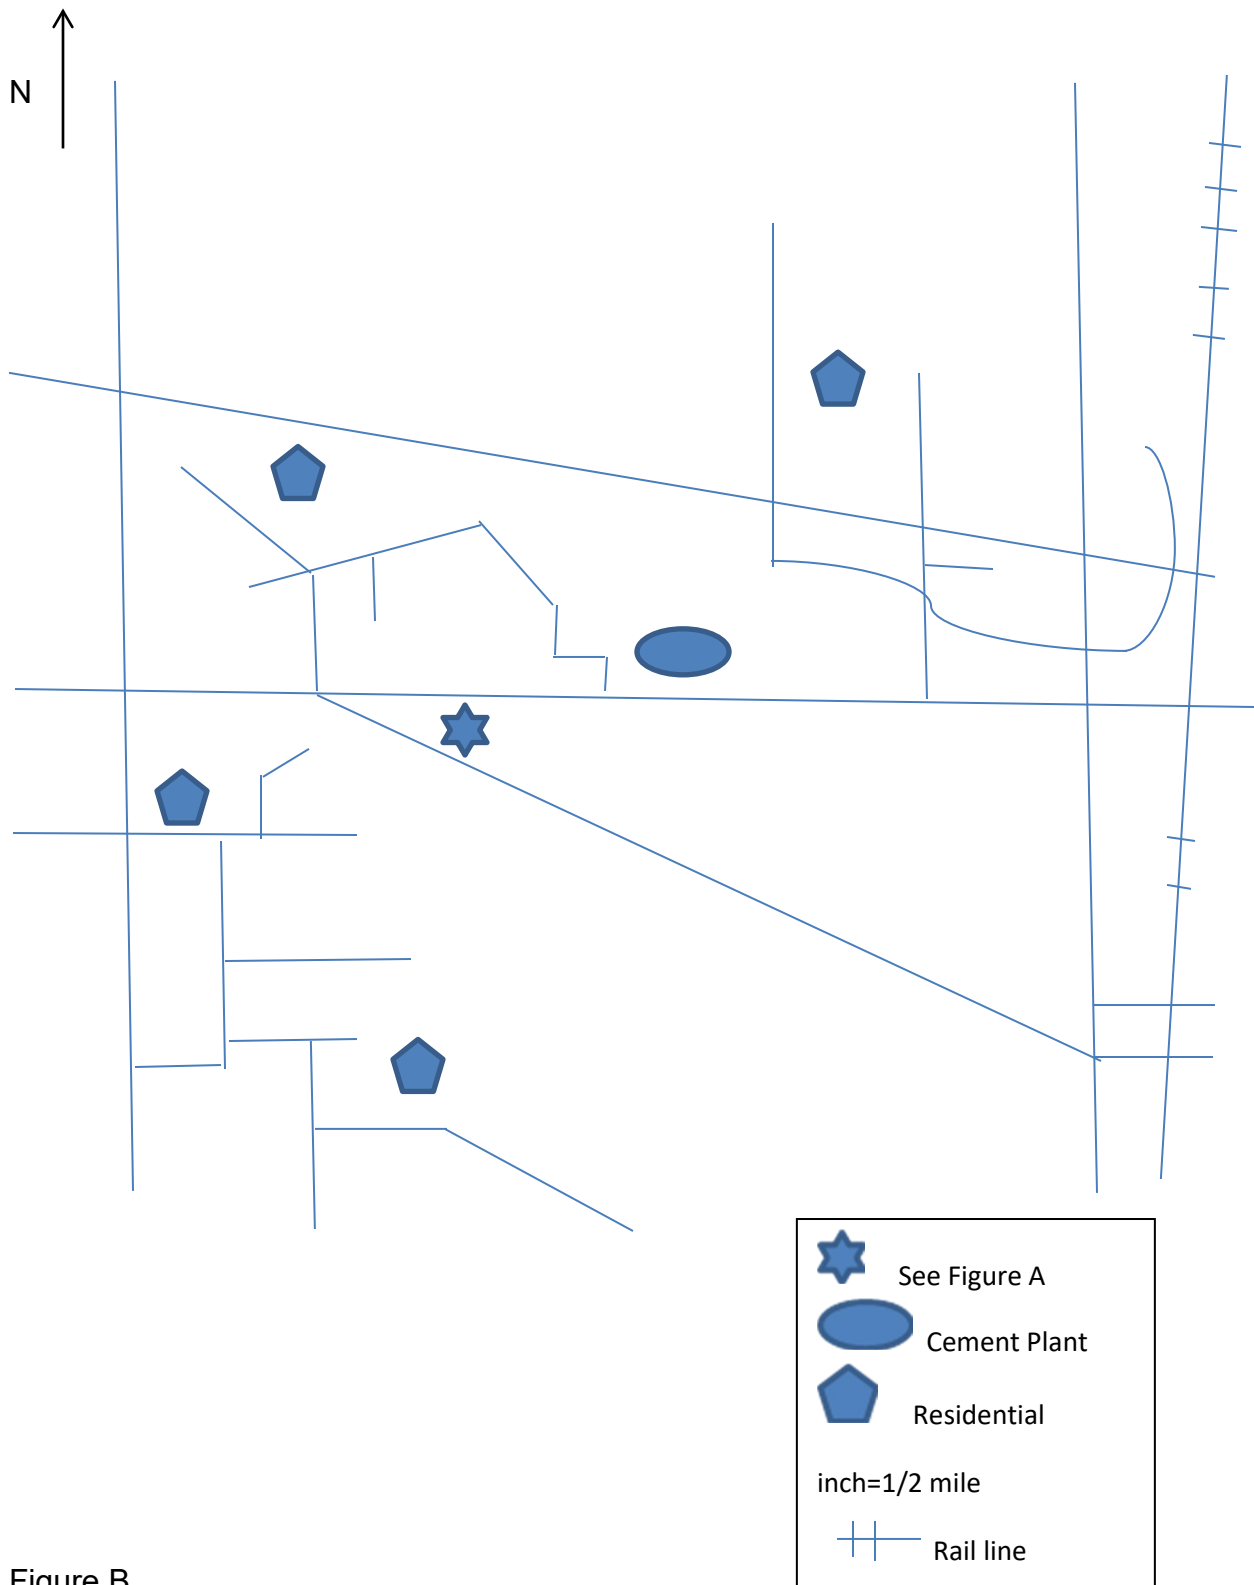 N
See Figure A
Cement Plant
Residential
inch=1/2 mile
Rail line
Figure B